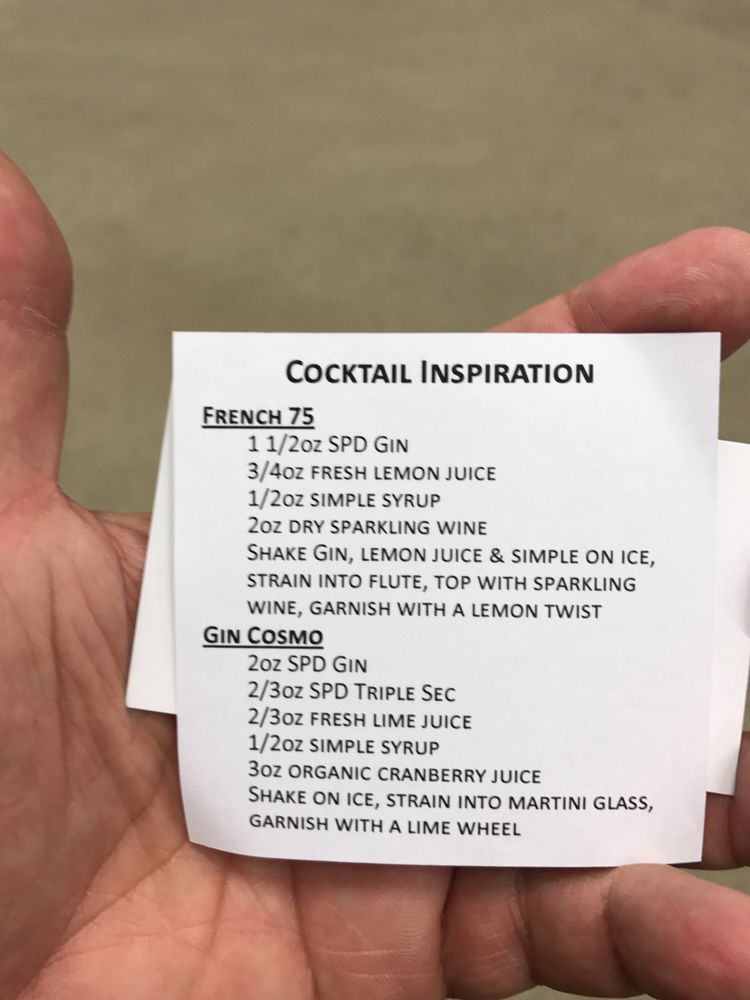 Cocktail Inspiration
French 75
1 1/2oz SPD Gin
3/4oz fresh lemon juice
1/2oz simple syrup
2oz dry sparkling wine
Shake Gin, lemon juice & simple on ice,
strain into flute, top with sparkling
wine, garnish with a lemon twist
Gin Cosmo
2oz SPD Gin
2/3oz SPD Triple Sec
2/3oz fresh lime juice
1/2oz simple syrup
3oz organic cranberry juice
Shake on ice, strain into martini glass,
garnish with a lime wheel